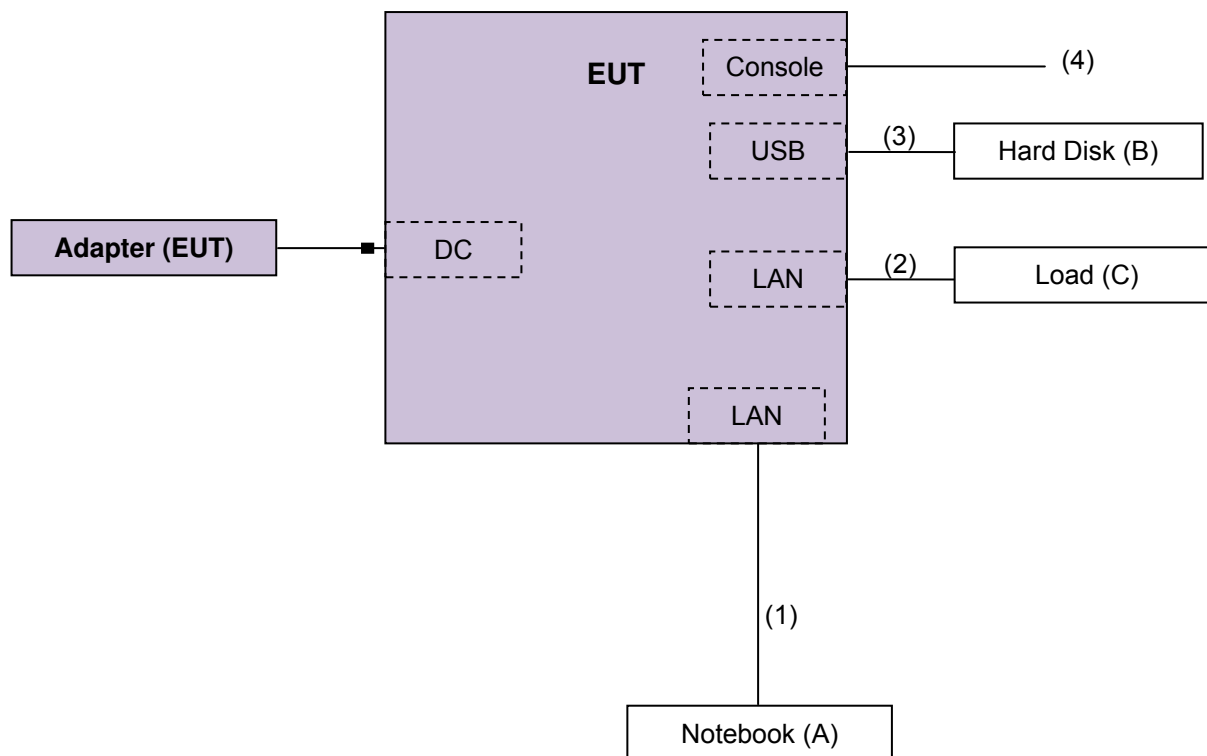 EUT
Console
(4)
USB
(3)
Hard Disk (B)
Adapter (EUT)
DC
LAN
(2)
Load (C)
LAN
(1)
Notebook (A)